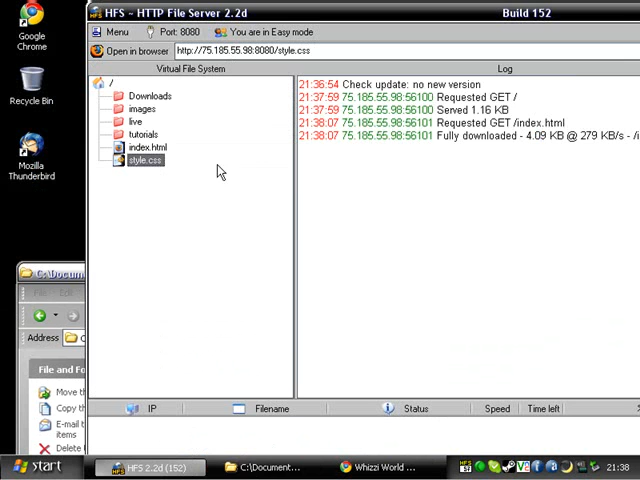 HFS ~ HTTP File Server 2.2d
Build 152
Google
Chrome
Menu
Port: 8080
You are in Easy mode
Open in browser
http://75.185.55.98:8080/style.css
Virtual File System
Log
/
Downloads
images
live
tutorials
index.html
style.css
21:36:54 Check update: no new version
21:37:59 75.185.55.98:56100 Requested GET /
21:37:59 75.185.55.98:56100 Served 1.16 KB
21:38:07 75.185.55.98:56101 Requested GET /index.html
21:38:07 75.185.55.98:56101 Fully downloaded - 4.09 KB @ 279 KB/s - /i
Recycle Bin
Mozilla
Thunderbird
C:\Docum
File Edit
Address
File and Fo
Move th
Copy th
E-mail t
items
Delete
IP
Filename
Status
Speed
Time left
start
HFS 2.2d (152)
C:\Document...
Whizzi World ...
21:38